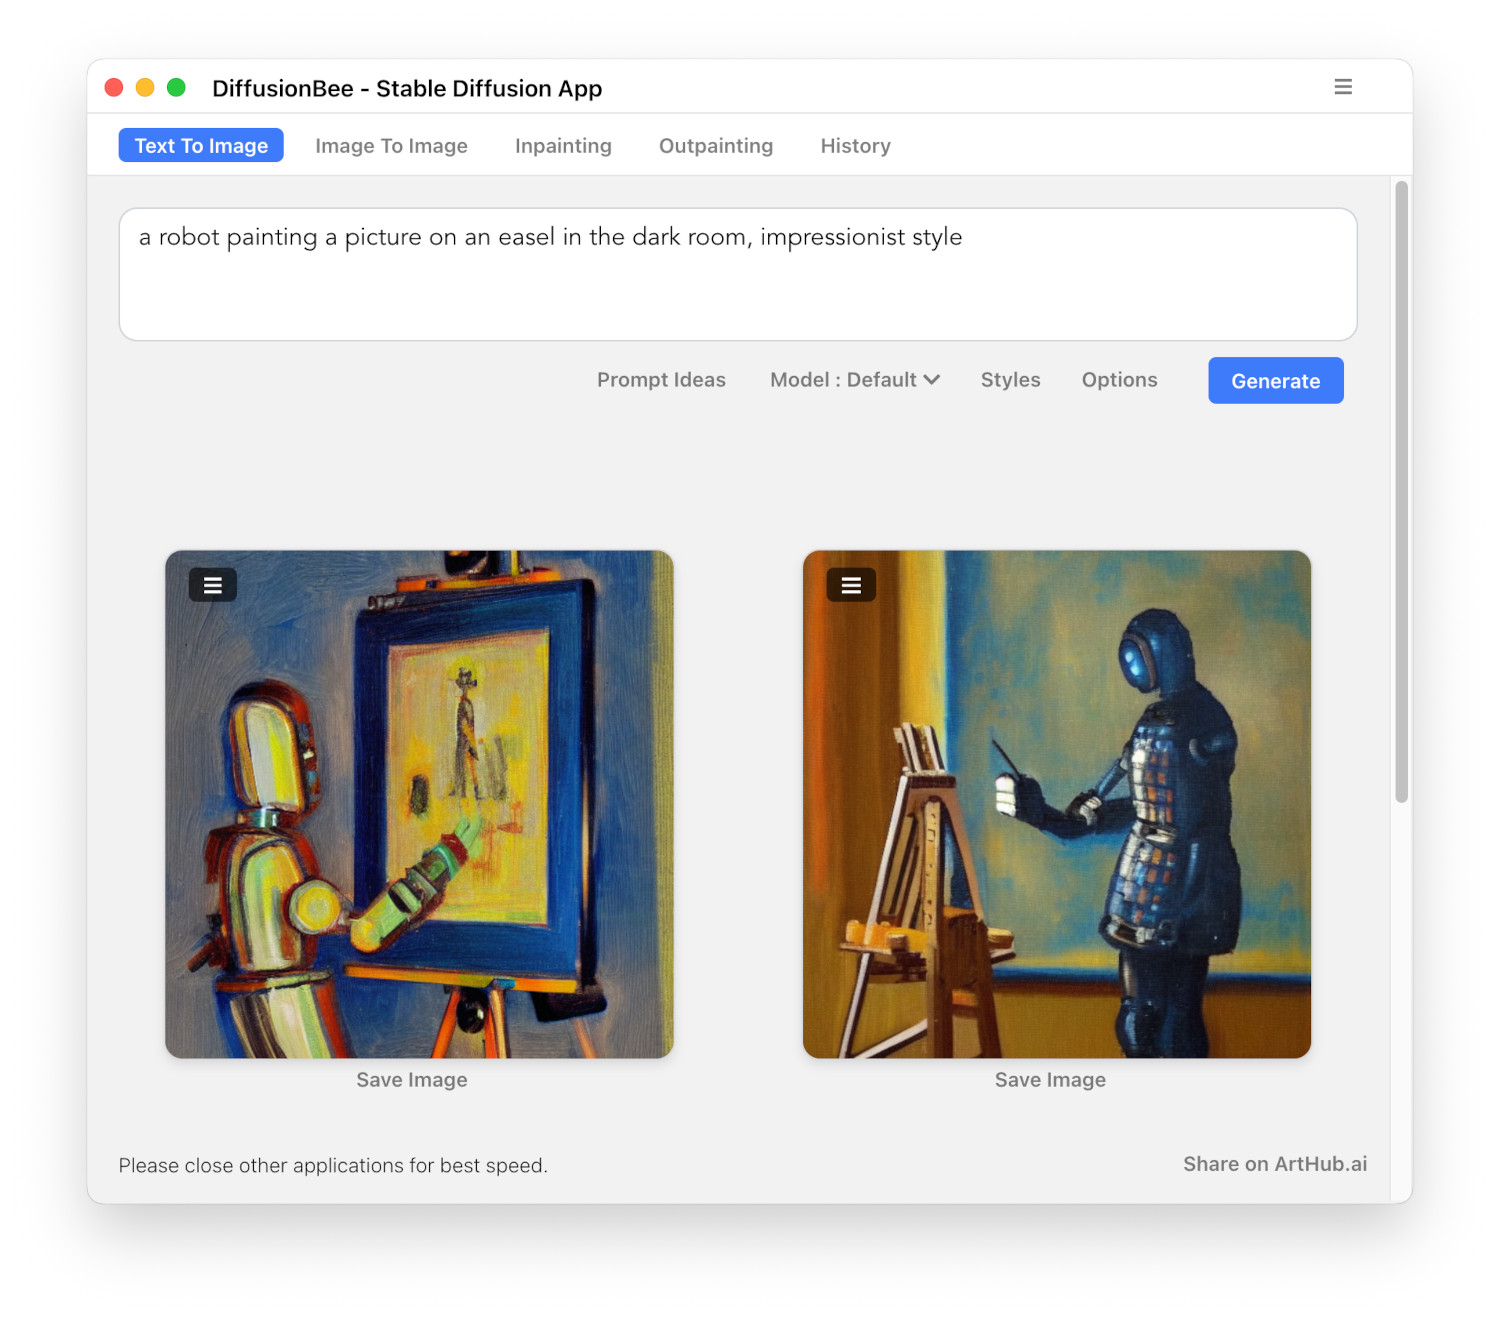 DiffusionBee - Stable Diffusion App
Text To Image Image To Image Inpainting Outpainting History
a robot painting a picture on an easel in the dark room, impressionist style
Prompt Ideas Model : Default Styles Options Generate
Save Image Save Image
Please close other applications for best speed. Share on ArtHub.ai